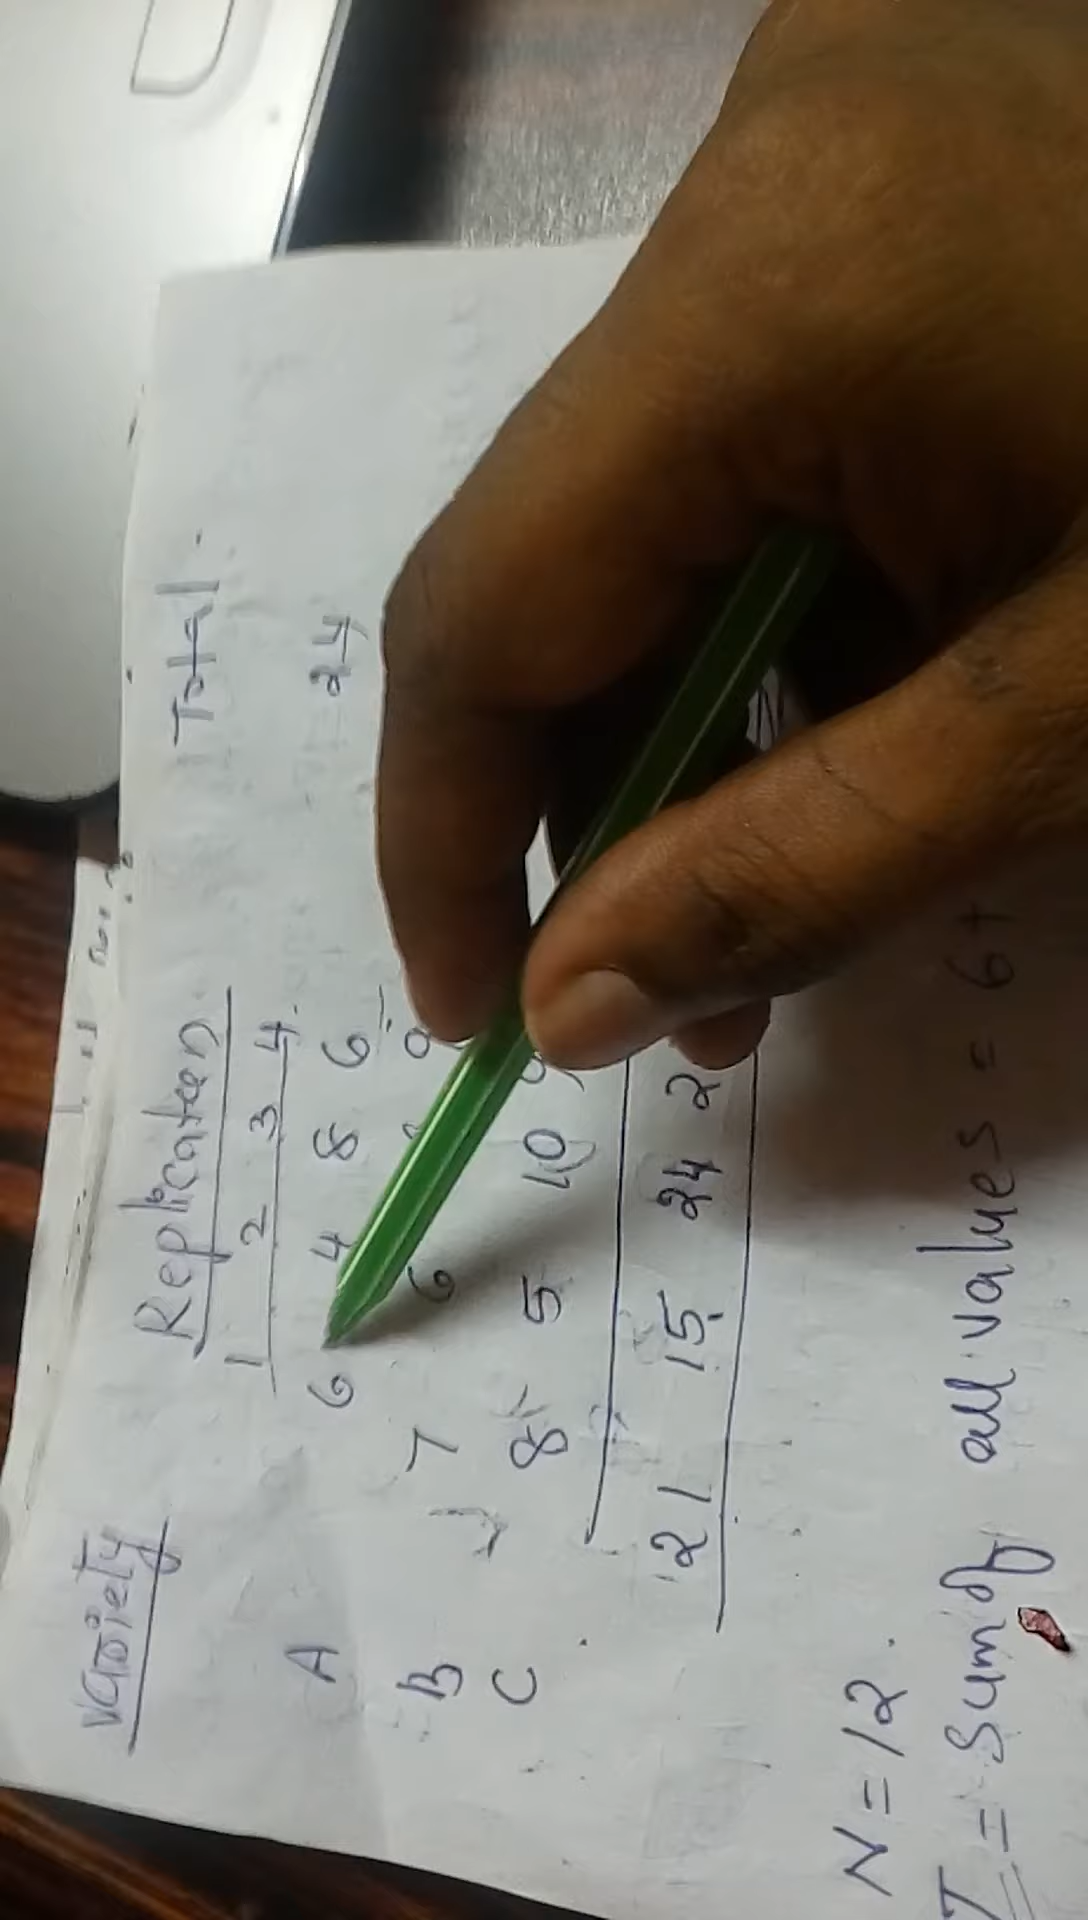 Variety Replication Total
1 2 3 4
A 6 4 8 6 24
B 7 6
C 8 5 10
21 15 24 2
N = 12
T = Sum of all values = 6+